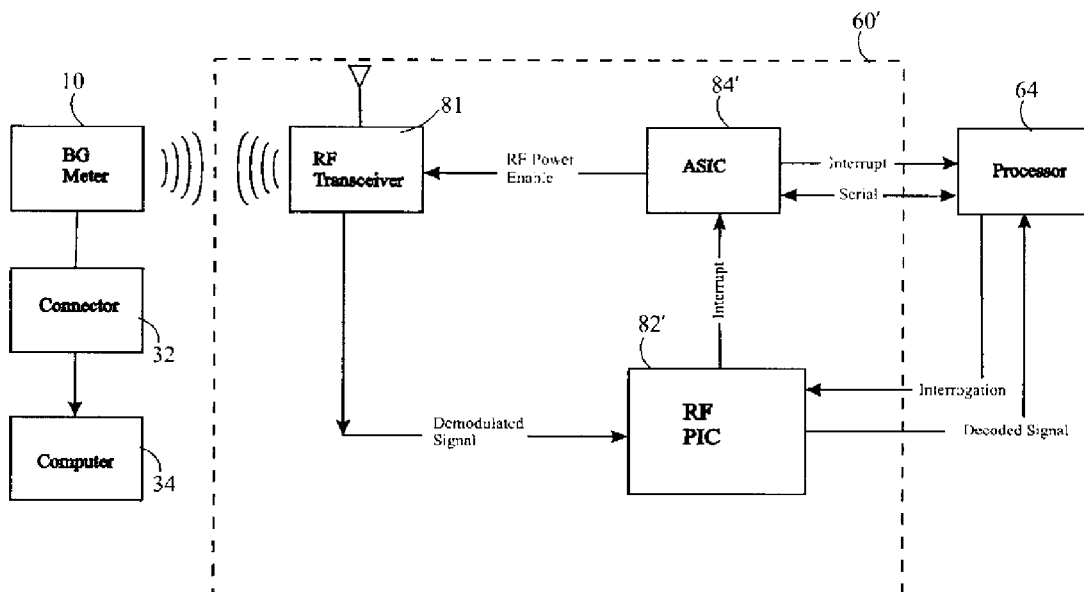 60′
10
81
84′
64
BG
Meter
RF
Transceiver
RF Power
Enable
ASIC
Interrupt
Serial
Processor
Connector
32
Interrupt
82′
RF
PIC
Interrogation
Demodulated
Signal
Decoded Signal
Computer
34